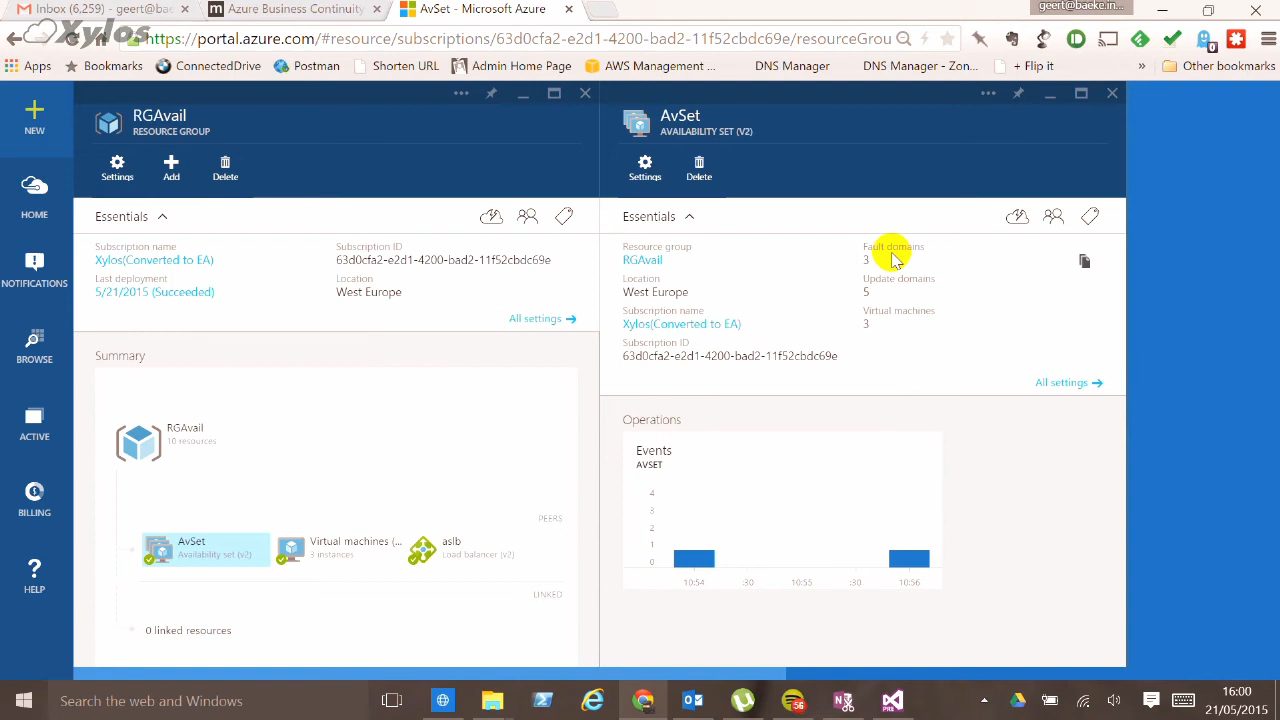 Inbox (6,259) - geert@bae
Azure Business Continuity
AvSet - Microsoft Azure
geert@baeke.in...
Xylos
https://portal.azure.com/#resource/subscriptions/63d0cfa2-e2d1-4200-bad2-11f52cbdc69e/resourceGrou
Apps
Bookmarks
ConnectedDrive
Postman
Shorten URL
Admin Home Page
AWS Management
DNS Manager
DNS Manager - Zon...
+ Flip it
»
Other bookmarks
NEW
HOME
NOTIFICATIONS
BROWSE
ACTIVE
BILLING
HELP
RGAvail
RESOURCE GROUP
Settings
Add
Delete
Essentials
Subscription name
Subscription ID
Xylos(Converted to EA)
63d0cfa2-e2d1-4200-bad2-11f52cbdc69e
Last deployment
Location
5/21/2015 (Succeeded)
West Europe
All settings
Summary
RGAvail
10 resources
PEERS
AvSet
Availability set (v2)
Virtual machines (...
3 instances
aslb
Load balancer (v2)
LINKED
0 linked resources
AvSet
AVAILABILITY SET (V2)
Settings
Delete
Essentials
Resource group
Fault domains
RGAvail
3
Location
Update domains
West Europe
5
Subscription name
Virtual machines
Xylos(Converted to EA)
3
Subscription ID
63d0cfa2-e2d1-4200-bad2-11f52cbdc69e
All settings
Operations
Events
AVSET
4
3
2
1
0
10:54
:30
10:55
:30
10:56
Search the web and Windows
56
16:00
21/05/2015